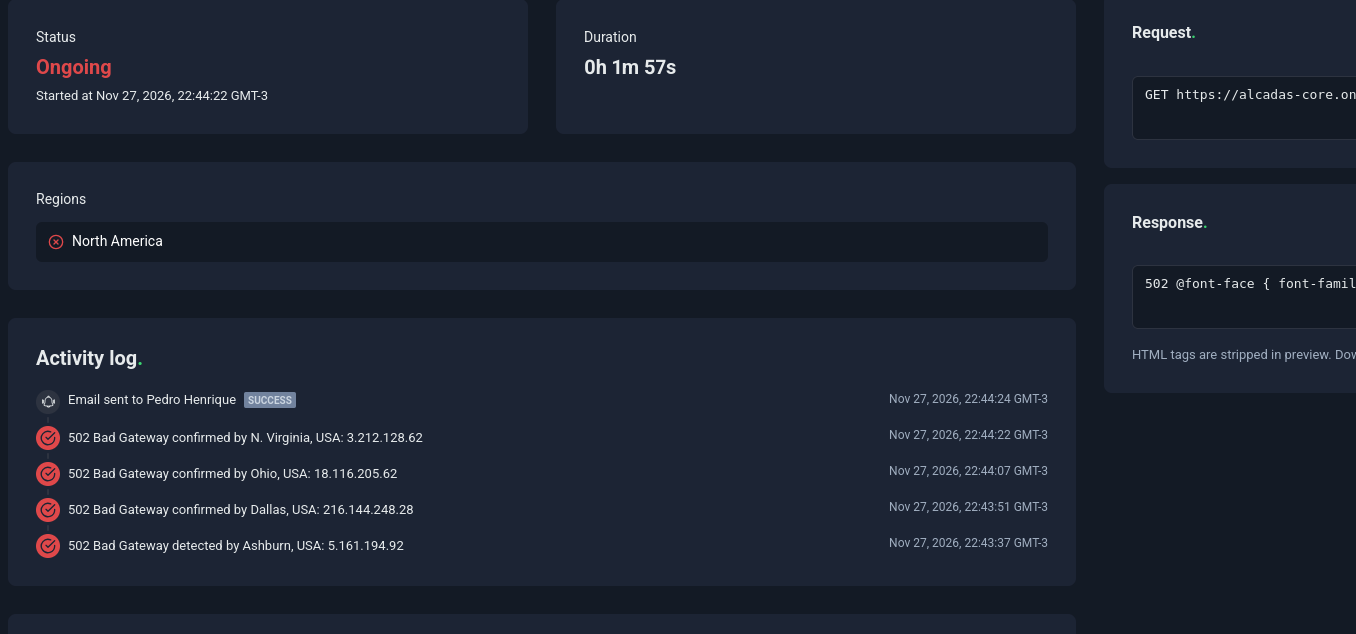 Status
Ongoing
Started at Nov 27, 2026, 22:44:22 GMT-3
Duration
0h 1m 57s
Regions
North America
Activity log.
Email sent to Pedro Henrique SUCCESS Nov 27, 2026, 22:44:24 GMT-3
502 Bad Gateway confirmed by N. Virginia, USA: 3.212.128.62 Nov 27, 2026, 22:44:22 GMT-3
502 Bad Gateway confirmed by Ohio, USA: 18.116.205.62 Nov 27, 2026, 22:44:07 GMT-3
502 Bad Gateway confirmed by Dallas, USA: 216.144.248.28 Nov 27, 2026, 22:43:51 GMT-3
502 Bad Gateway detected by Ashburn, USA: 5.161.194.92 Nov 27, 2026, 22:43:37 GMT-3
Request.
GET https://alcadas-core.on
Response.
502 @font-face { font-famil
HTML tags are stripped in preview. Dow